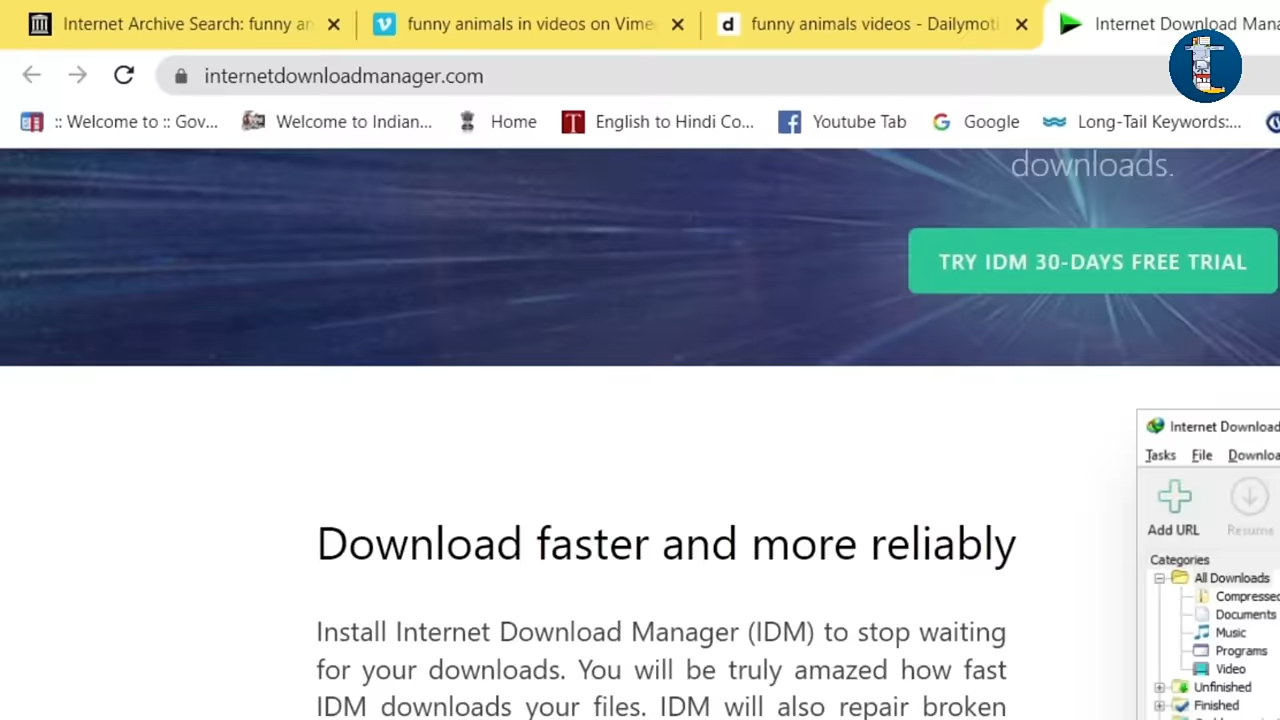 Internet Archive Search: funny an
funny animals in videos on Vime
funny animals videos - Dailymoti
Internet Download Mana
internetdownloadmanager.com
:: Welcome to :: Gov...
Welcome to Indian...
Home
English to Hindi Co...
Youtube Tab
Google
Long-Tail Keywords:...
downloads.
TRY IDM 30-DAYS FREE TRIAL
Download faster and more reliably
Install Internet Download Manager (IDM) to stop waiting
for your downloads. You will be truly amazed how fast
IDM downloads your files. IDM will also repair broken
Internet Download
Tasks File Downloa
Add URL Resume
Categories
All Downloads
Compressed
Documents
Music
Programs
Video
Unfinished
Finished